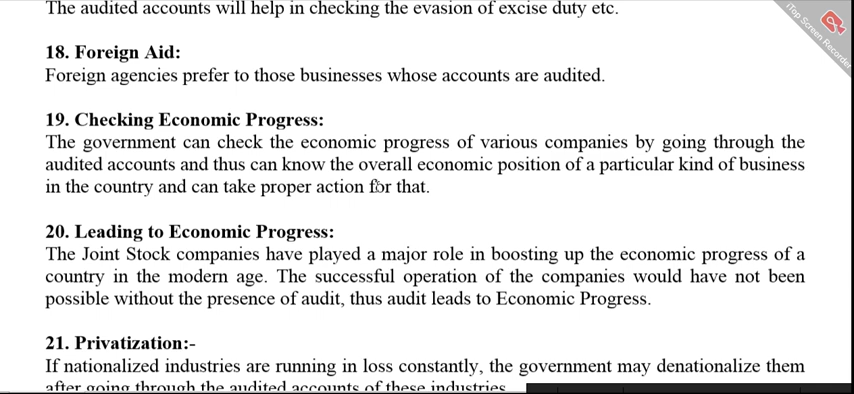 The audited accounts will help in checking the evasion of excise duty etc.
iTop Screen Recorder
18. Foreign Aid:
Foreign agencies prefer to those businesses whose accounts are audited.
19. Checking Economic Progress:
The government can check the economic progress of various companies by going through the
audited accounts and thus can know the overall economic position of a particular kind of business
in the country and can take proper action for that.
20. Leading to Economic Progress:
The Joint Stock companies have played a major role in boosting up the economic progress of a
country in the modern age. The successful operation of the companies would have not been
possible without the presence of audit, thus audit leads to Economic Progress.
21. Privatization:-
If nationalized industries are running in loss constantly, the government may denationalize them
after going through the audited accounts of these industries.